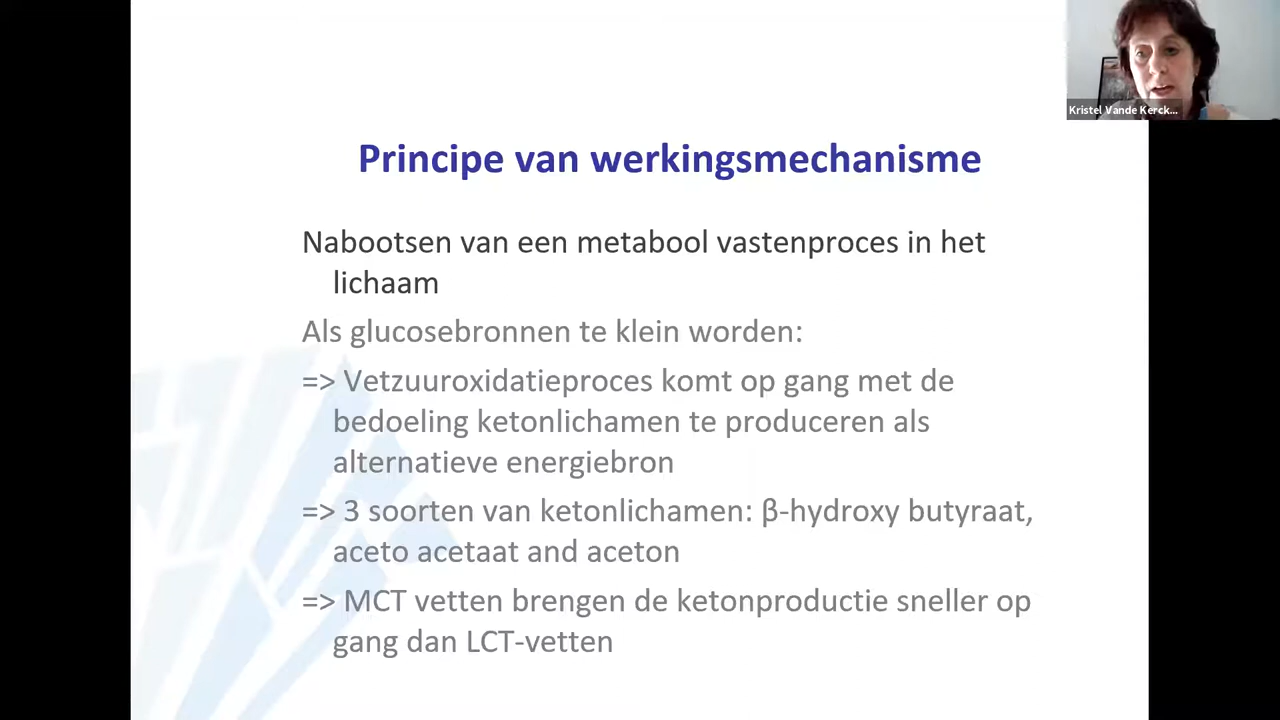 Kristel Vande Kerck...
Principe van werkingsmechanisme
Nabootsen van een metabool vastenproces in het
lichaam
Als glucosebronnen te klein worden:
=> Vetzuuroxidatieproces komt op gang met de
bedoeling ketonlichamen te produceren als
alternatieve energiebron
=> 3 soorten van ketonlichamen: β-hydroxy butyraat,
aceto acetaat and aceton
=> MCT vetten brengen de ketonproductie sneller op
gang dan LCT-vetten